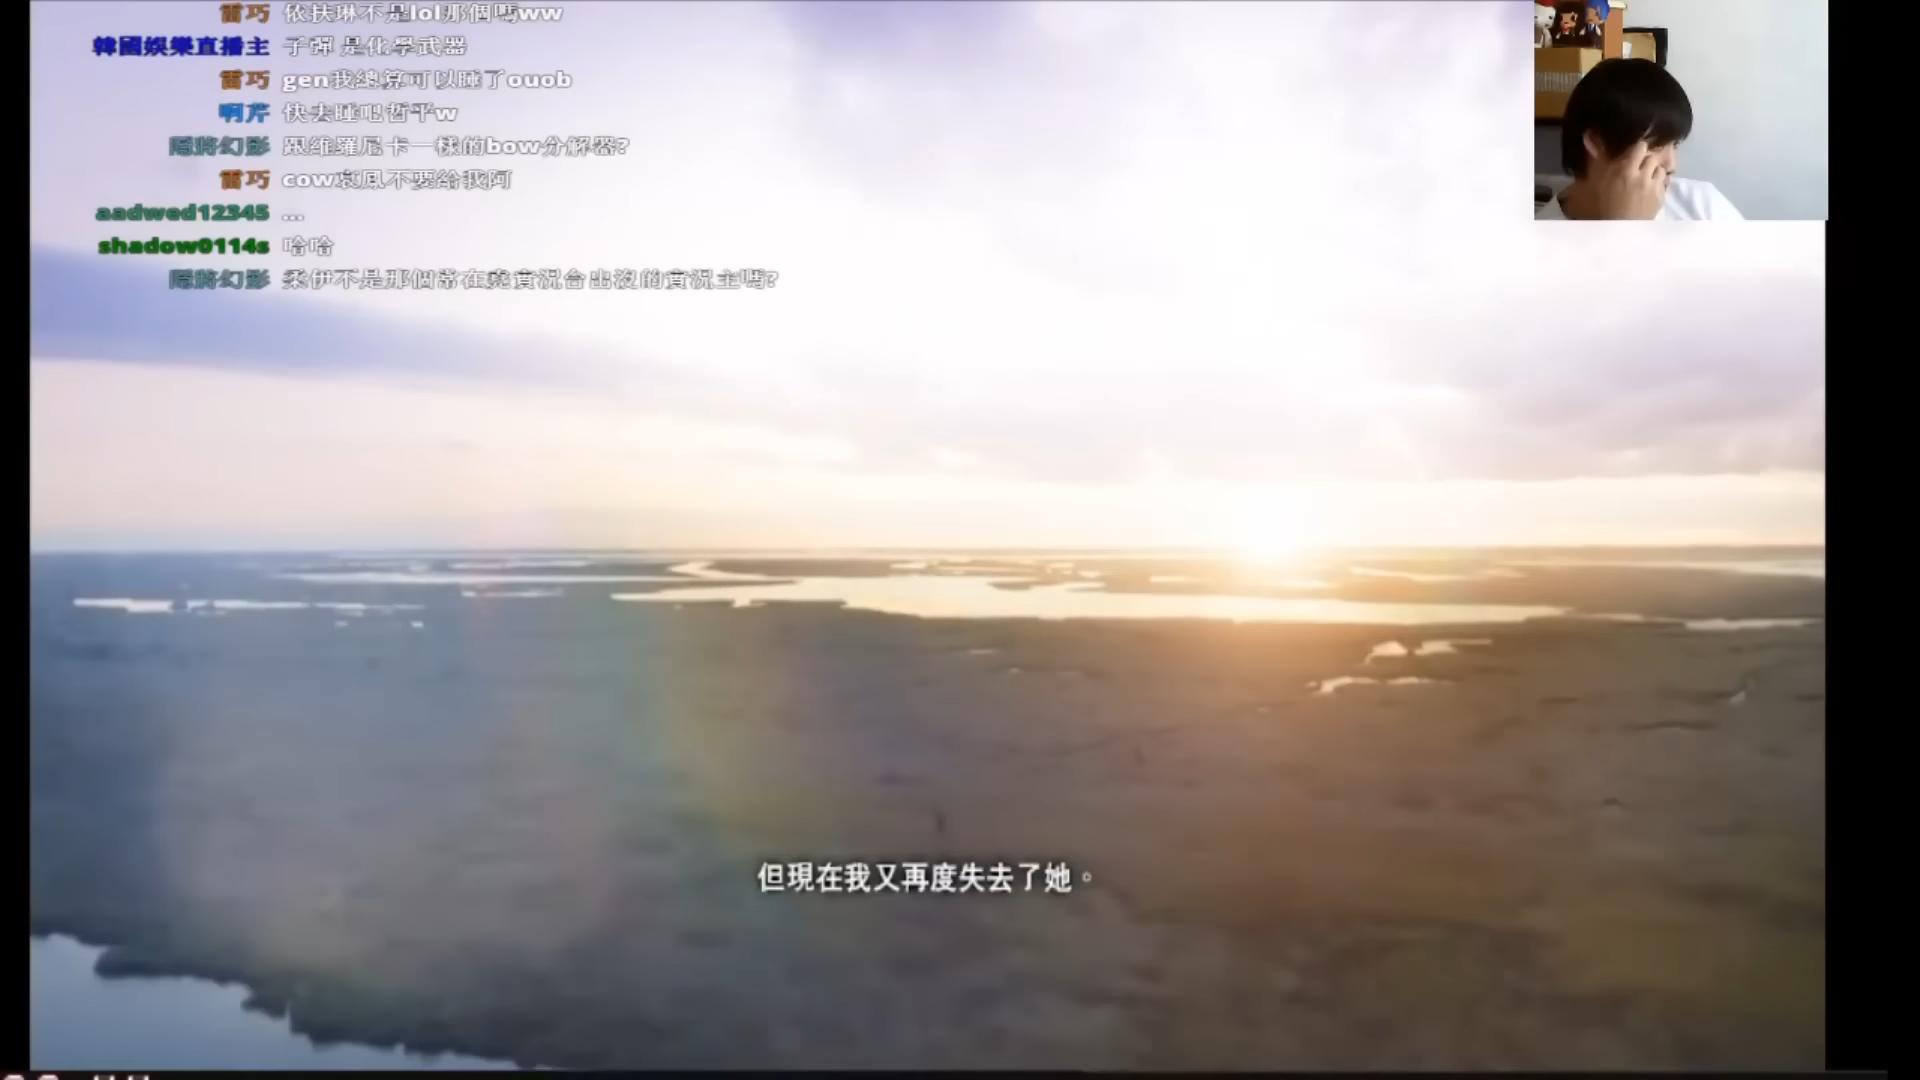 雷巧 依扶琳不是lol那個嗎ww
韓國娛樂直播主 子彈 是化學武器
雷巧 gen我總算可以睡了ouob
啊芹 快去睡吧哲平w
隱將幻影 跟維羅尼卡一樣的bow分解器?
雷巧 cow哀鳳不要給我阿
aadwed12345 ...
shadow0114s 哈哈
隱將幻影 柔伊不是那個常在堯實況台出沒的實況主嗎?
但現在我又再度失去了她。